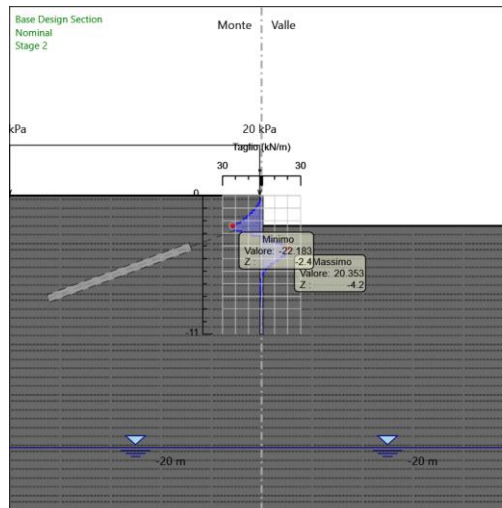 Base Design Section
Nominal
Stage 2
Monte Valle
kPa
20 kPa
Taglio (kN/m)
30 30
0
Minimo
Valore: -22.183
Z : -2.4
Massimo
Valore: 20.353
Z : -4.2
-11
-20 m -20 m